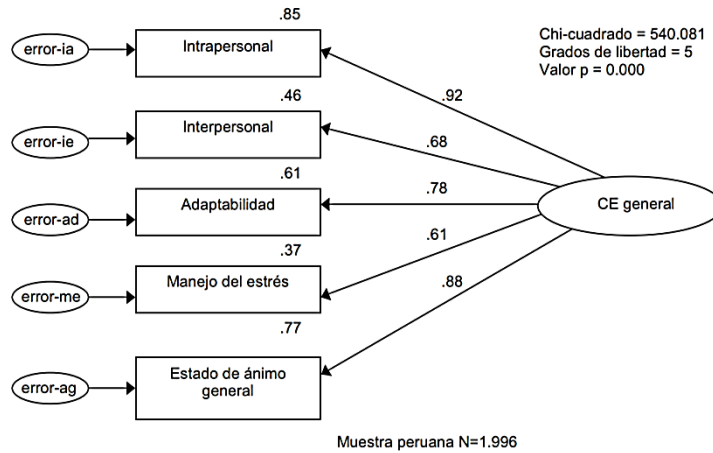 .85
error-ia
Intrapersonal
Chi-cuadrado = 540.081
Grados de libertad = 5
Valor p = 0.000
.92
.46
error-ie
Interpersonal
.68
.61
error-ad
Adaptabilidad
.78
CE general
.37
.61
error-me
Manejo del estrés
.88
.77
error-ag
Estado de ánimo
general
Muestra peruana N=1.996